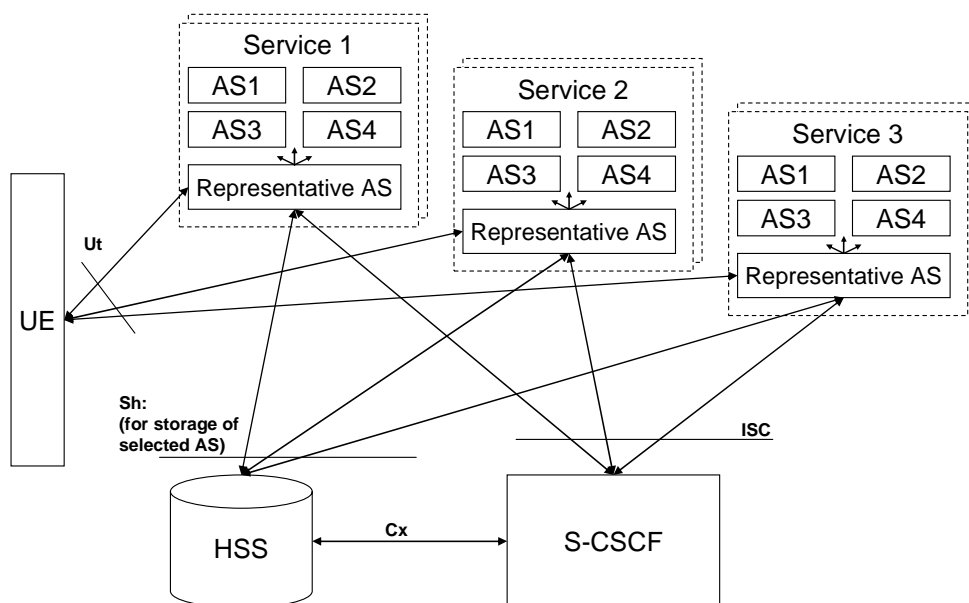 Service 1
AS1
AS2
AS3
AS4
Representative AS
Service 2
AS1
AS2
AS3
AS4
Representative AS
Service 3
AS1
AS2
AS3
AS4
Representative AS
Ut
UE
Sh:
(for storage of
selected AS)
ISC
HSS
Cx
S-CSCF